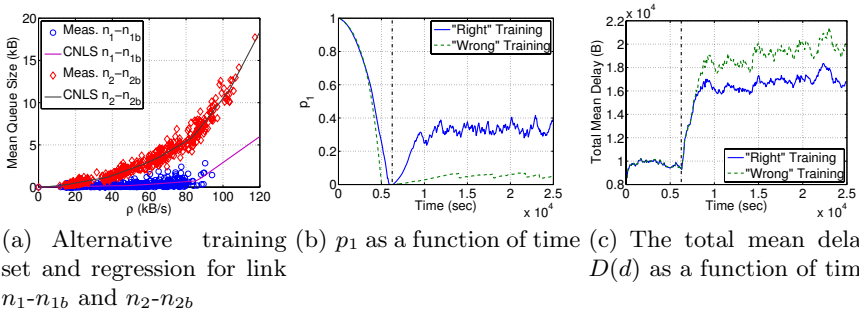 20
15
10
5
0
Mean Queue Size (kB)
Meas. n1−n1b
CNLS n1−n1b
Meas. n2−n2b
CNLS n2−n2b
0 20 40 60 80 100 120
ρ (kB/s)
1
0.8
0.6
0.4
0.2
0
p1
"Right" Training
"Wrong" Training
0 0.5 1 1.5 2 2.5
Time (sec)
x 10^4
x 10^4
2.2
2
1.8
1.6
1.4
1.2
1
0.8
Total Mean Delay (B)
"Right" Training
"Wrong" Training
0 0.5 1 1.5 2 2.5
Time (sec)
x 10^4
(a) Alternative training
set and regression for link
n1-n1b and n2-n2b
(b) p1 as a function of time
(c) The total mean dela
D(d) as a function of tim